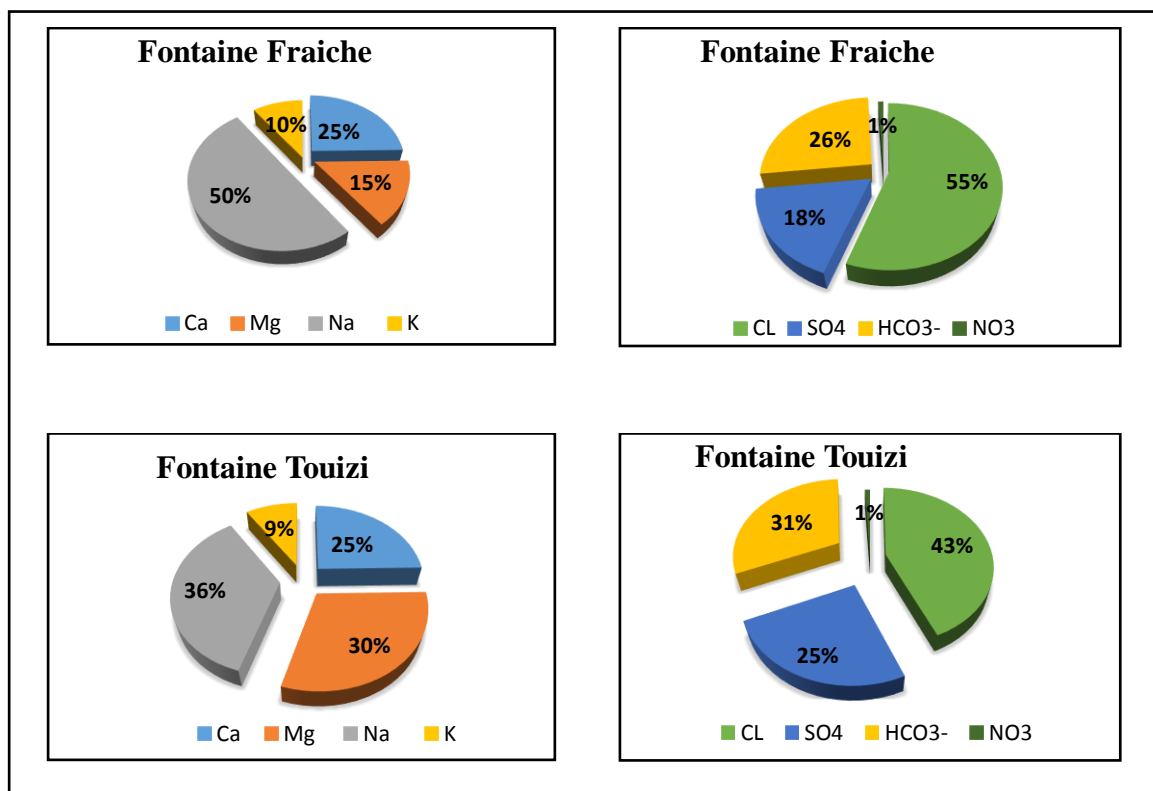 Fontaine Fraiche
10%
25%
15%
50%
Ca Mg Na K
Fontaine Fraiche
1%
26%
55%
18%
CL SO4 HCO3- NO3
Fontaine Touizi
9%
25%
36%
30%
Ca Mg Na K
Fontaine Touizi
1%
31%
43%
25%
CL SO4 HCO3- NO3